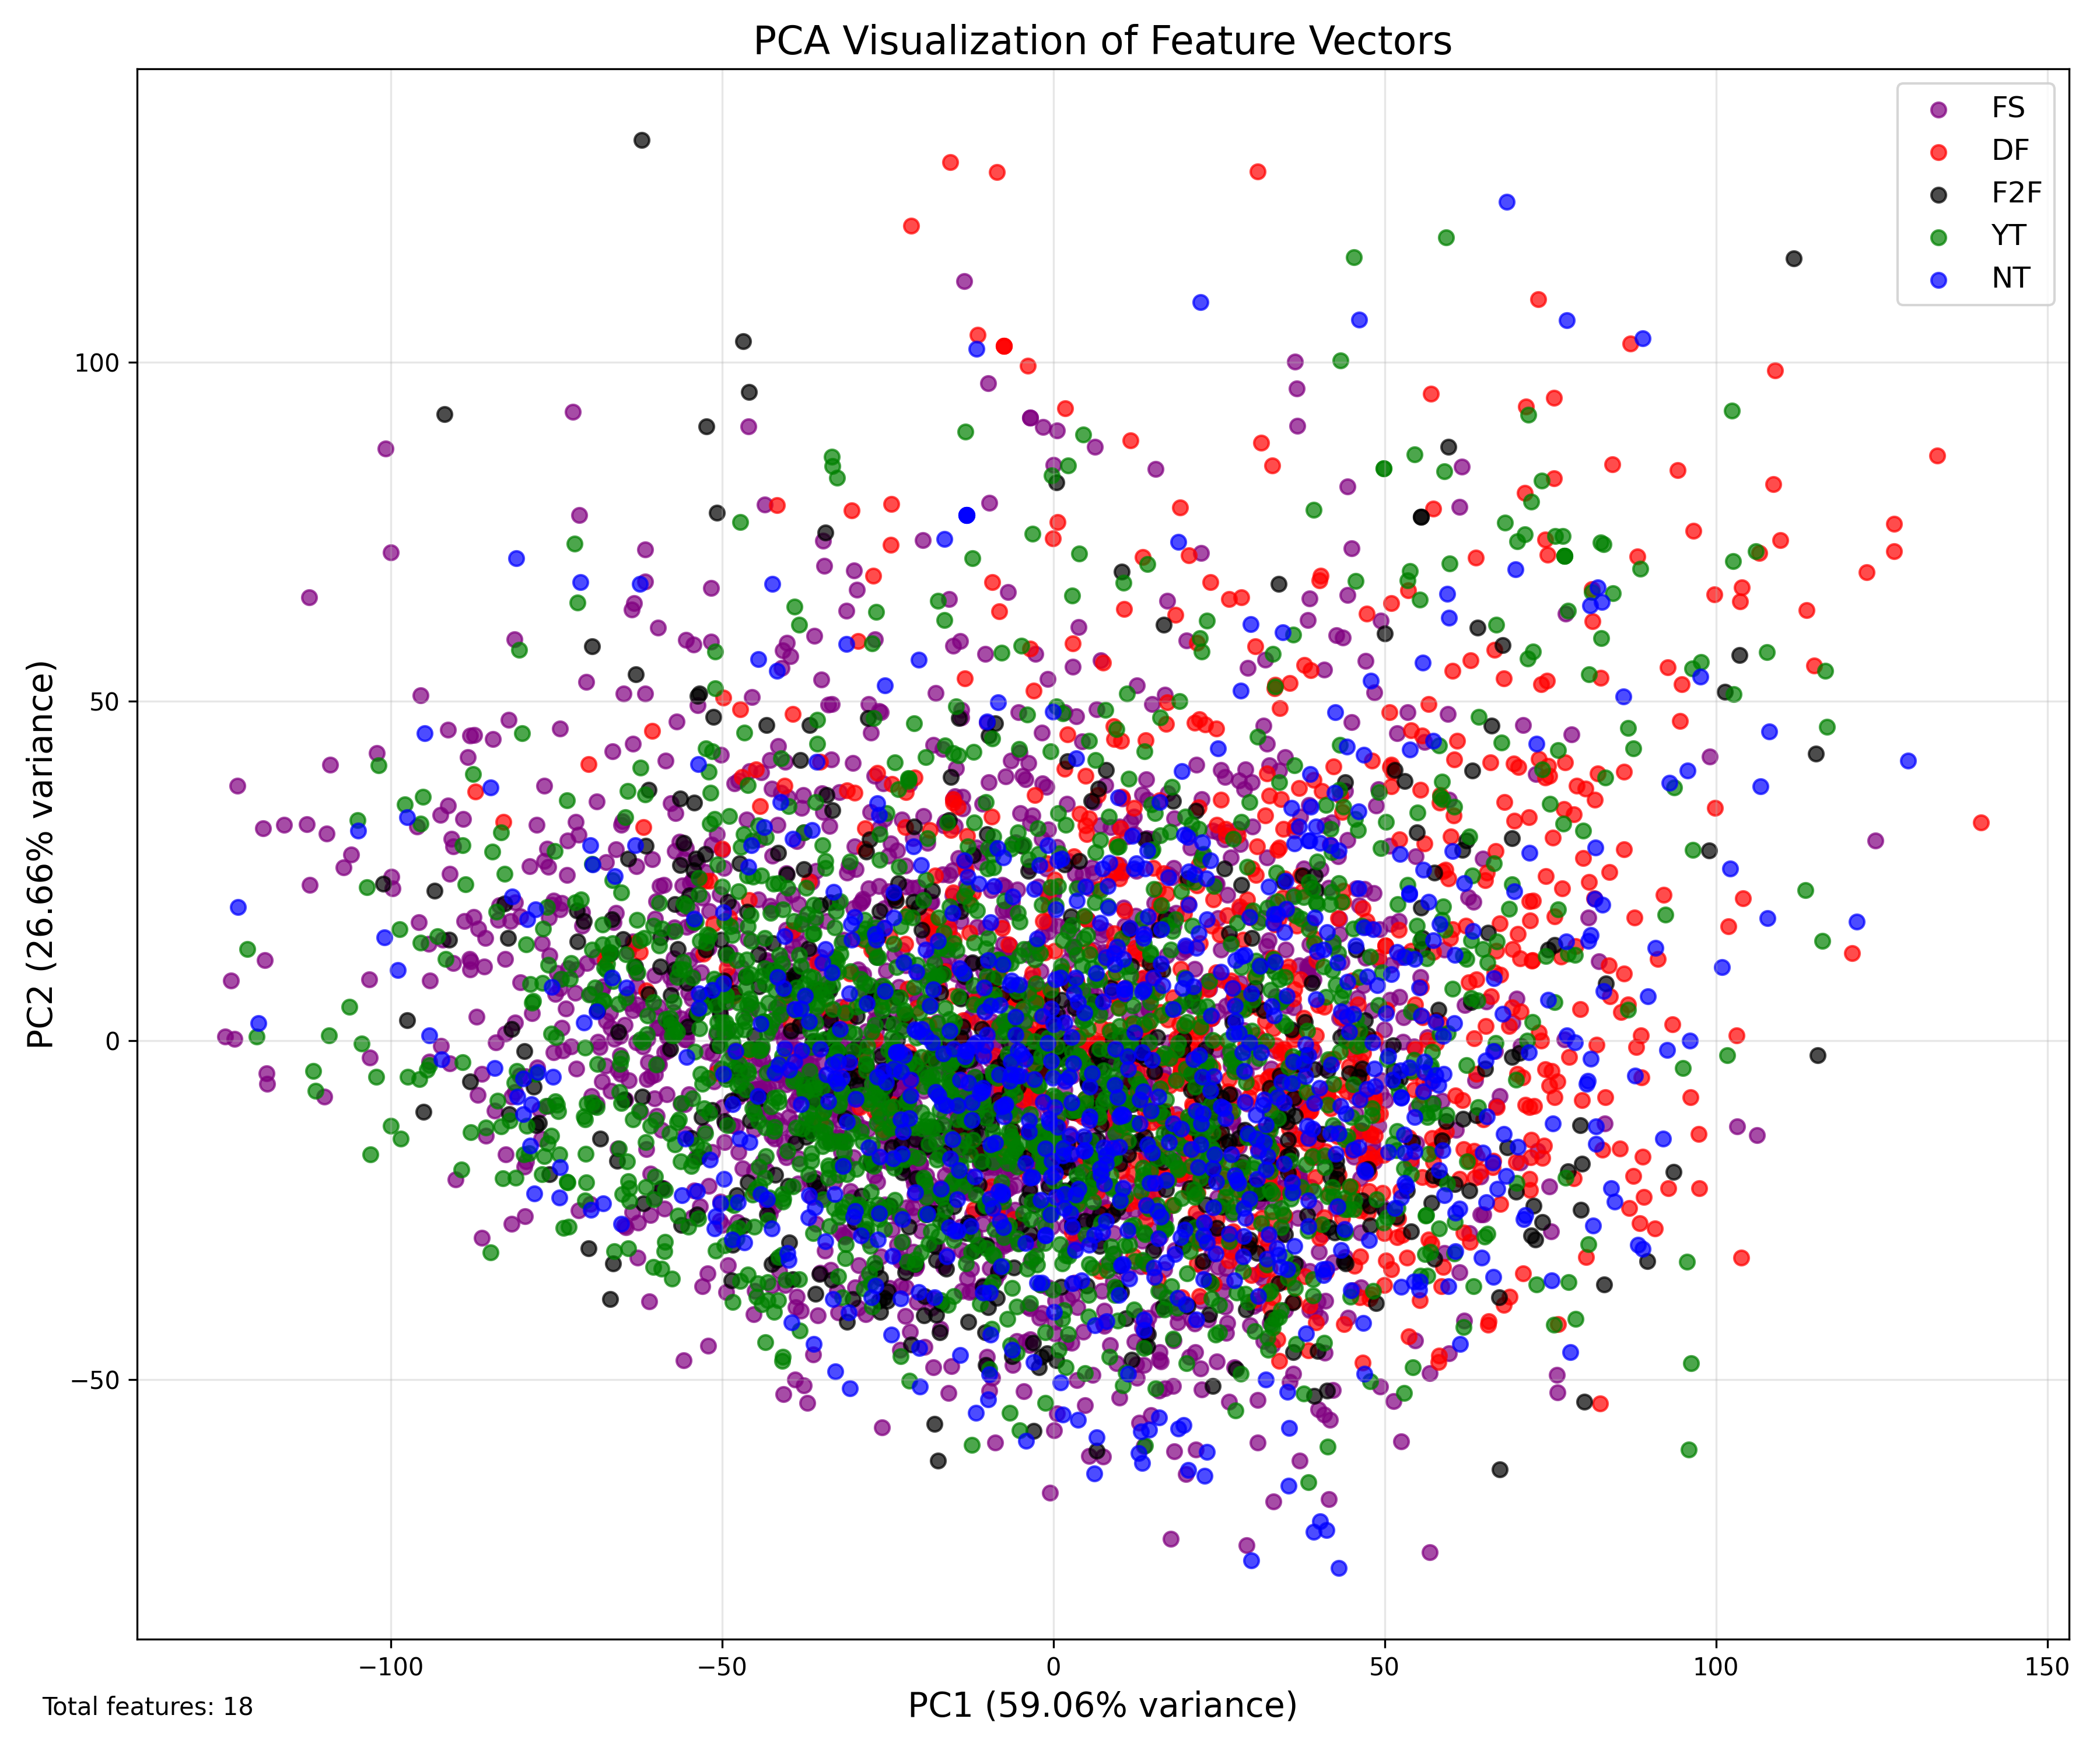 PCA Visualization of Feature Vectors
FS
DF
F2F
YT
NT
PC2 (26.66% variance)
100
50
0
−50
−100
−50
0
50
100
150
PC1 (59.06% variance)
Total features: 18